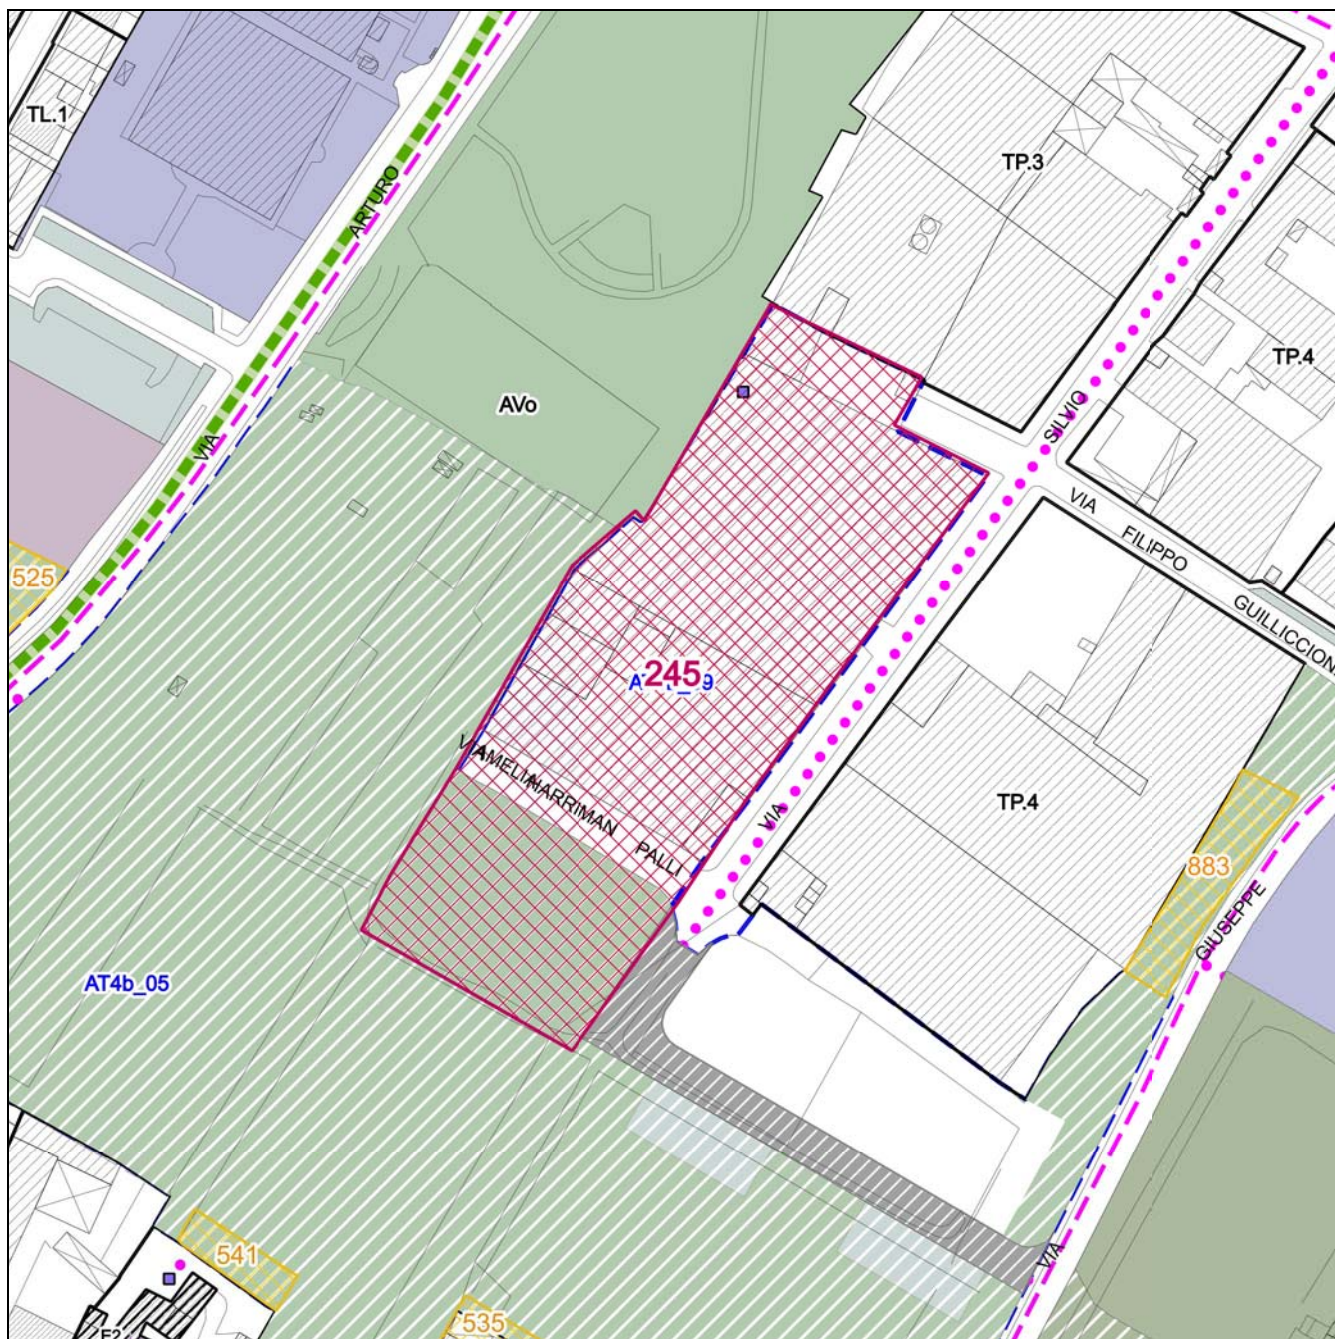 TL.1
ARTURO
TP.3
TP.4
AVo
SILVIO
VIA
VIA
FILIPPO
GUILLICCIONI
525
245
VIA AMELIA HARRIMAN PALLI
VIA
TP.4
883
GIUSEPPE
AT4b_05
VIA
541
535